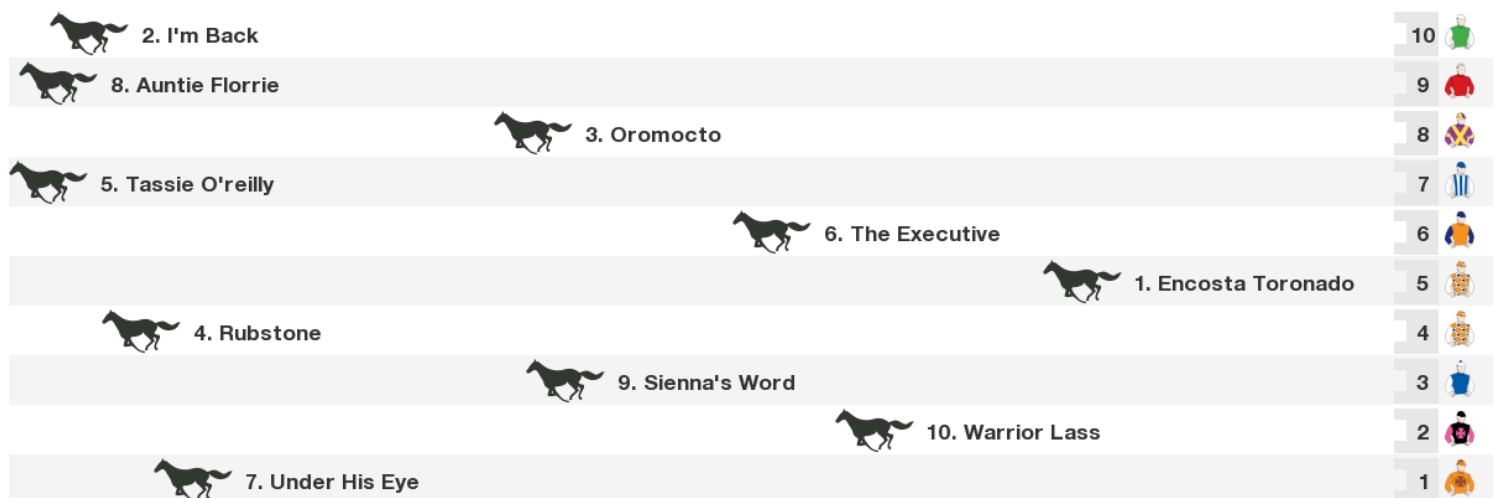 2. I'm Back 10
8. Auntie Florrie 9
3. Oromocto 8
5. Tassie O'reilly 7
6. The Executive 6
1. Encosta Toronado 5
4. Rubstone 4
9. Sienna's Word 3
10. Warrior Lass 2
7. Under His Eye 1